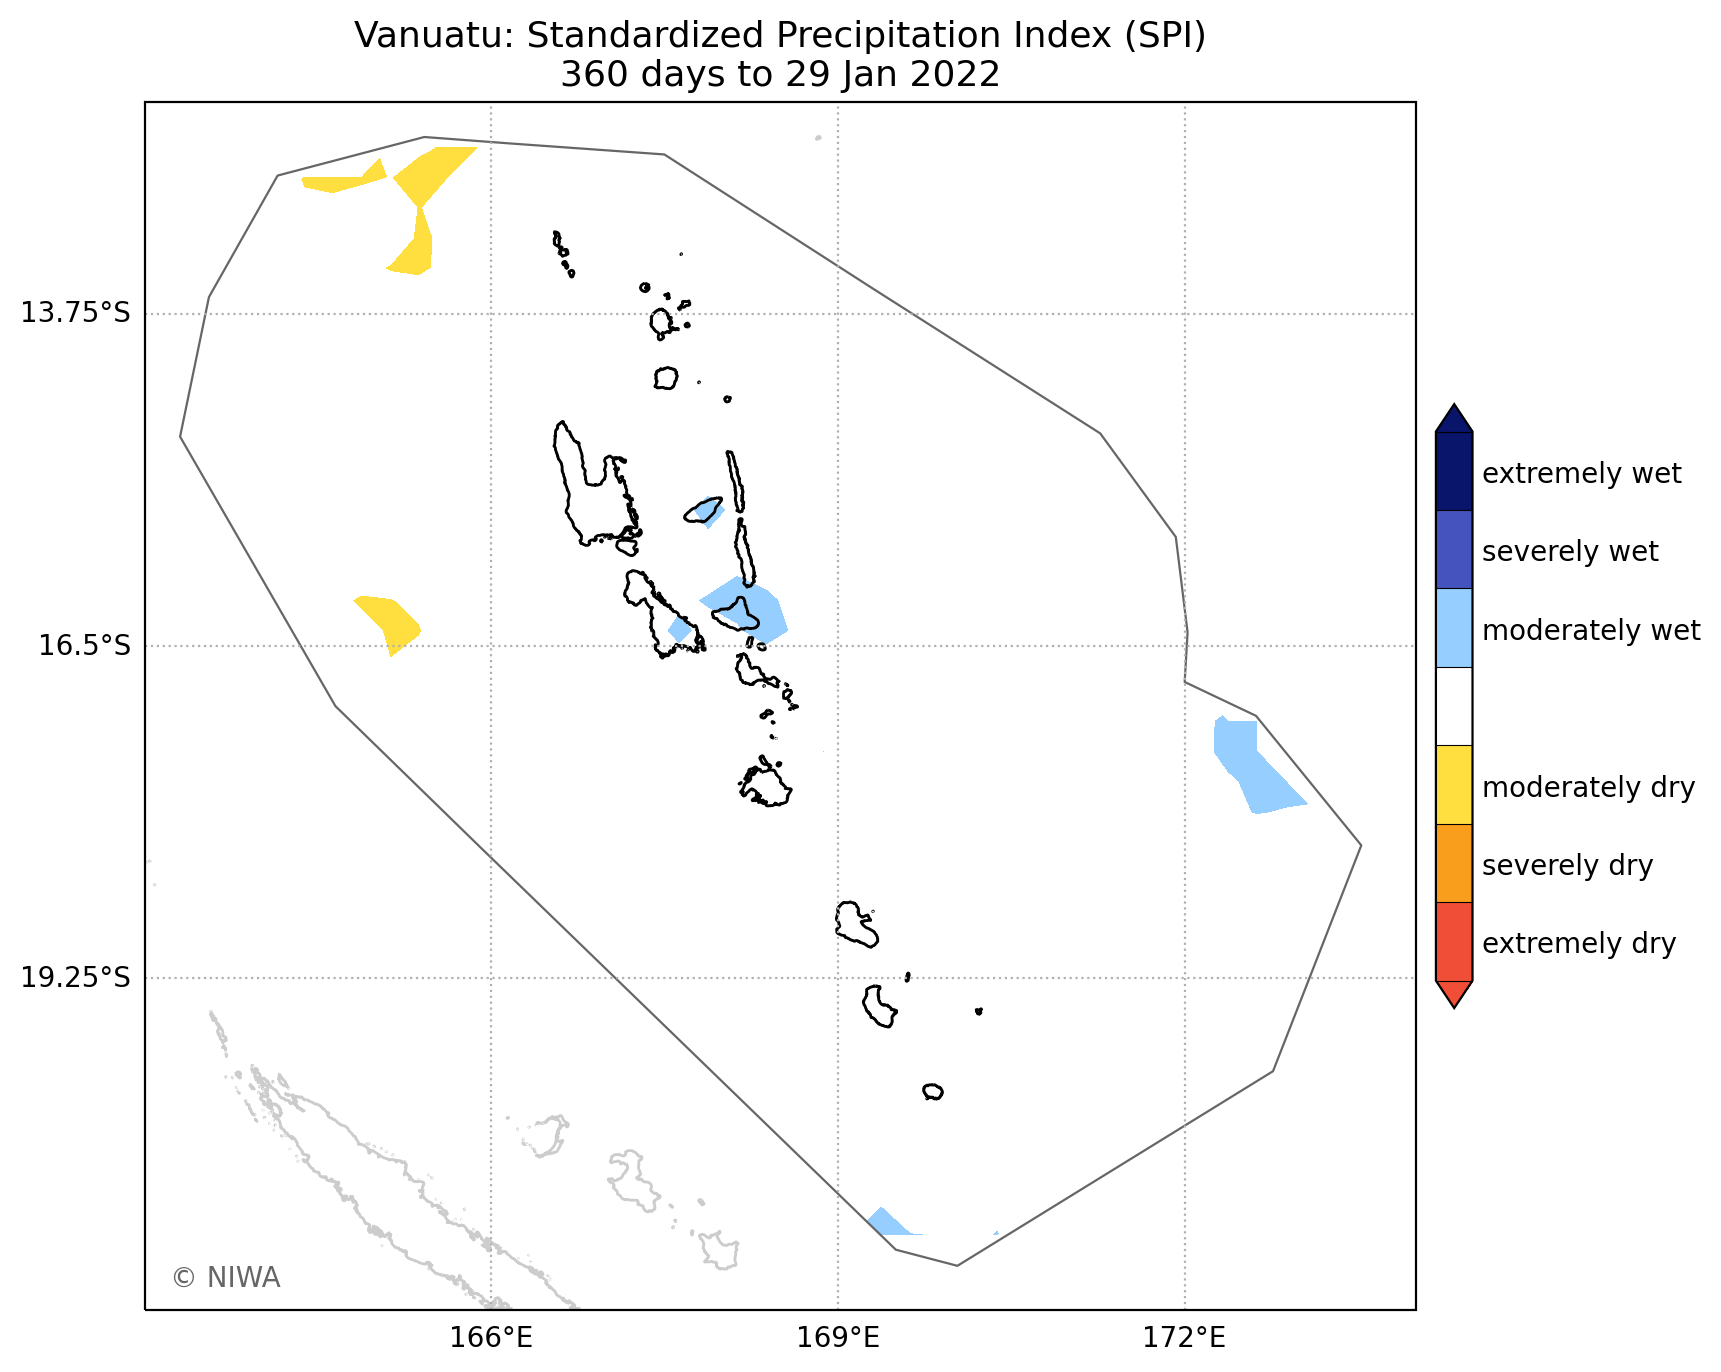 Vanuatu: Standardized Precipitation Index (SPI)
360 days to 29 Jan 2022
13.75°S
16.5°S
19.25°S
166°E
169°E
172°E
extremely wet
severely wet
moderately wet
moderately dry
severely dry
extremely dry
© NIWA